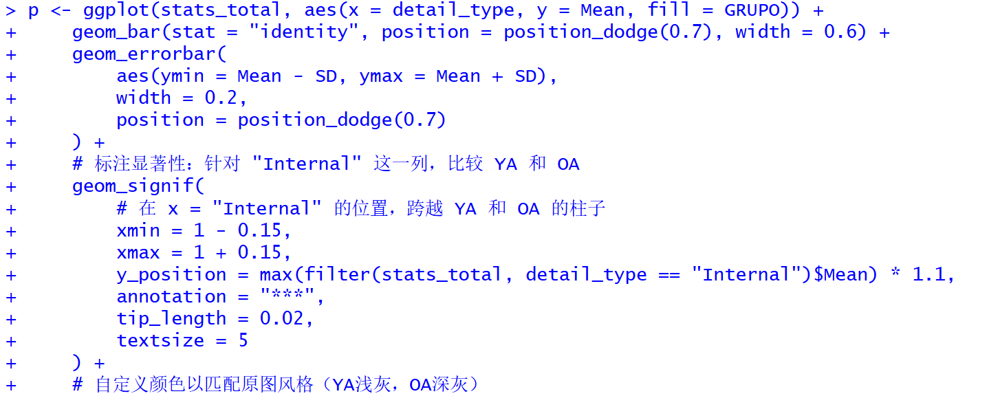 > p <- ggplot(stats_total, aes(x = detail_type, y = Mean, fill = GRUPO)) +
+     geom_bar(stat = "identity", position = position_dodge(0.7), width = 0.6) +
+     geom_errorbar(
+         aes(ymin = Mean - SD, ymax = Mean + SD),
+         width = 0.2,
+         position = position_dodge(0.7)
+     ) +
+     # 标注显著性：针对 "Internal" 这一列，比较 YA 和 OA
+     geom_signif(
+         # 在 x = "Internal" 的位置，跨越 YA 和 OA 的柱子
+         xmin = 1 - 0.15,
+         xmax = 1 + 0.15,
+         y_position = max(filter(stats_total, detail_type == "Internal")$Mean) * 1.1,
+         annotation = "***",
+         tip_length = 0.02,
+         textsize = 5
+     ) +
+     # 自定义颜色以匹配原图风格（YA浅灰，OA深灰）